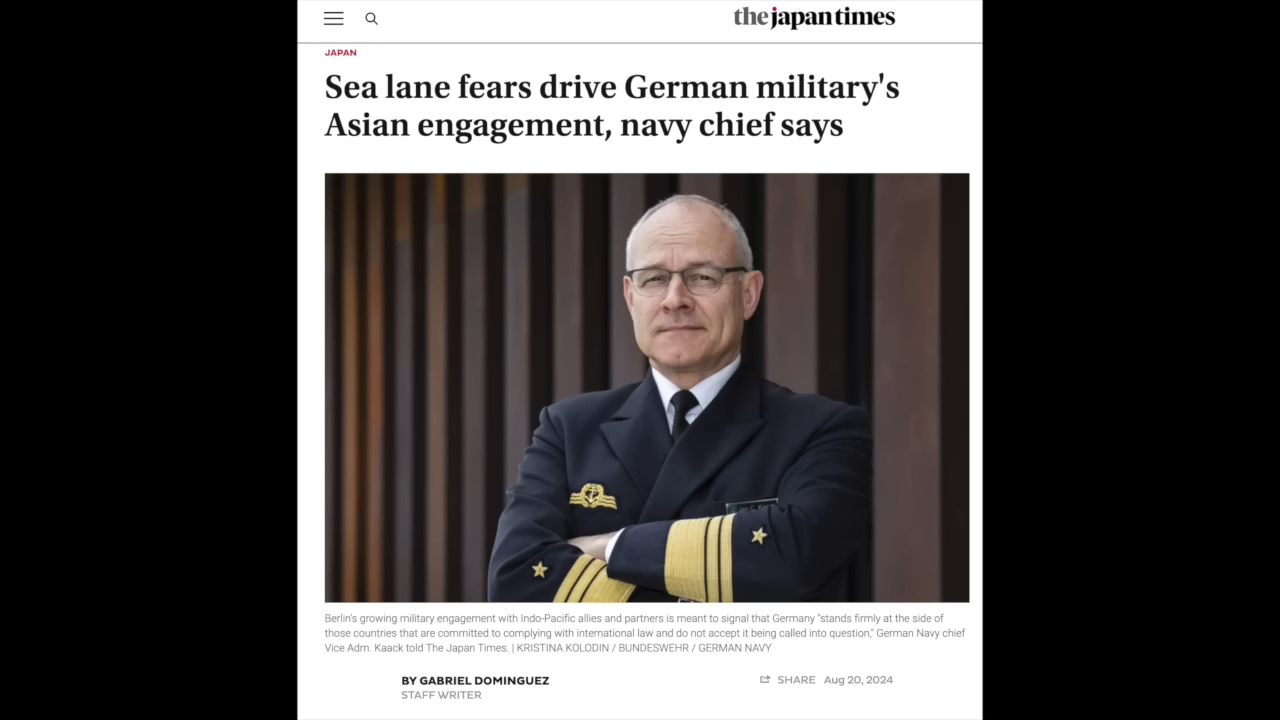 the japan times
JAPAN
Sea lane fears drive German military's
Asian engagement, navy chief says
Berlin's growing military engagement with Indo-Pacific allies and partners is meant to signal that Germany "stands firmly at the side of
those countries that are committed to complying with international law and do not accept it being called into question," German Navy chief
Vice Adm. Kaack told The Japan Times. | KRISTINA KOLODIN / BUNDESWEHR / GERMAN NAVY
BY GABRIEL DOMINGUEZ
STAFF WRITER
SHARE Aug 20, 2024